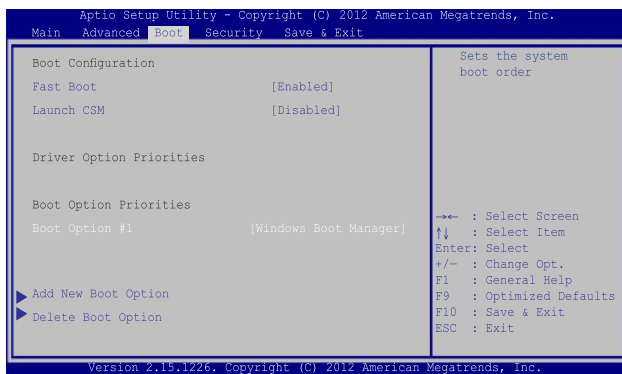 Aptio Setup Utility - Copyright (C) 2012 American Megatrends, Inc.
Main Advanced Boot Security Save & Exit
Boot Configuration
Fast Boot [Enabled]
Launch CSM [Disabled]
Driver Option Priorities
Boot Option Priorities
Boot Option #1 [Windows Boot Manager]
Add New Boot Option
Delete Boot Option
Sets the system
boot order
→← : Select Screen
↑↓ : Select Item
Enter: Select
+/— : Change Opt.
F1 : General Help
F9 : Optimized Defaults
F10 : Save & Exit
ESC : Exit
Version 2.15.1226. Copyright (C) 2012 American Megatrends, Inc.